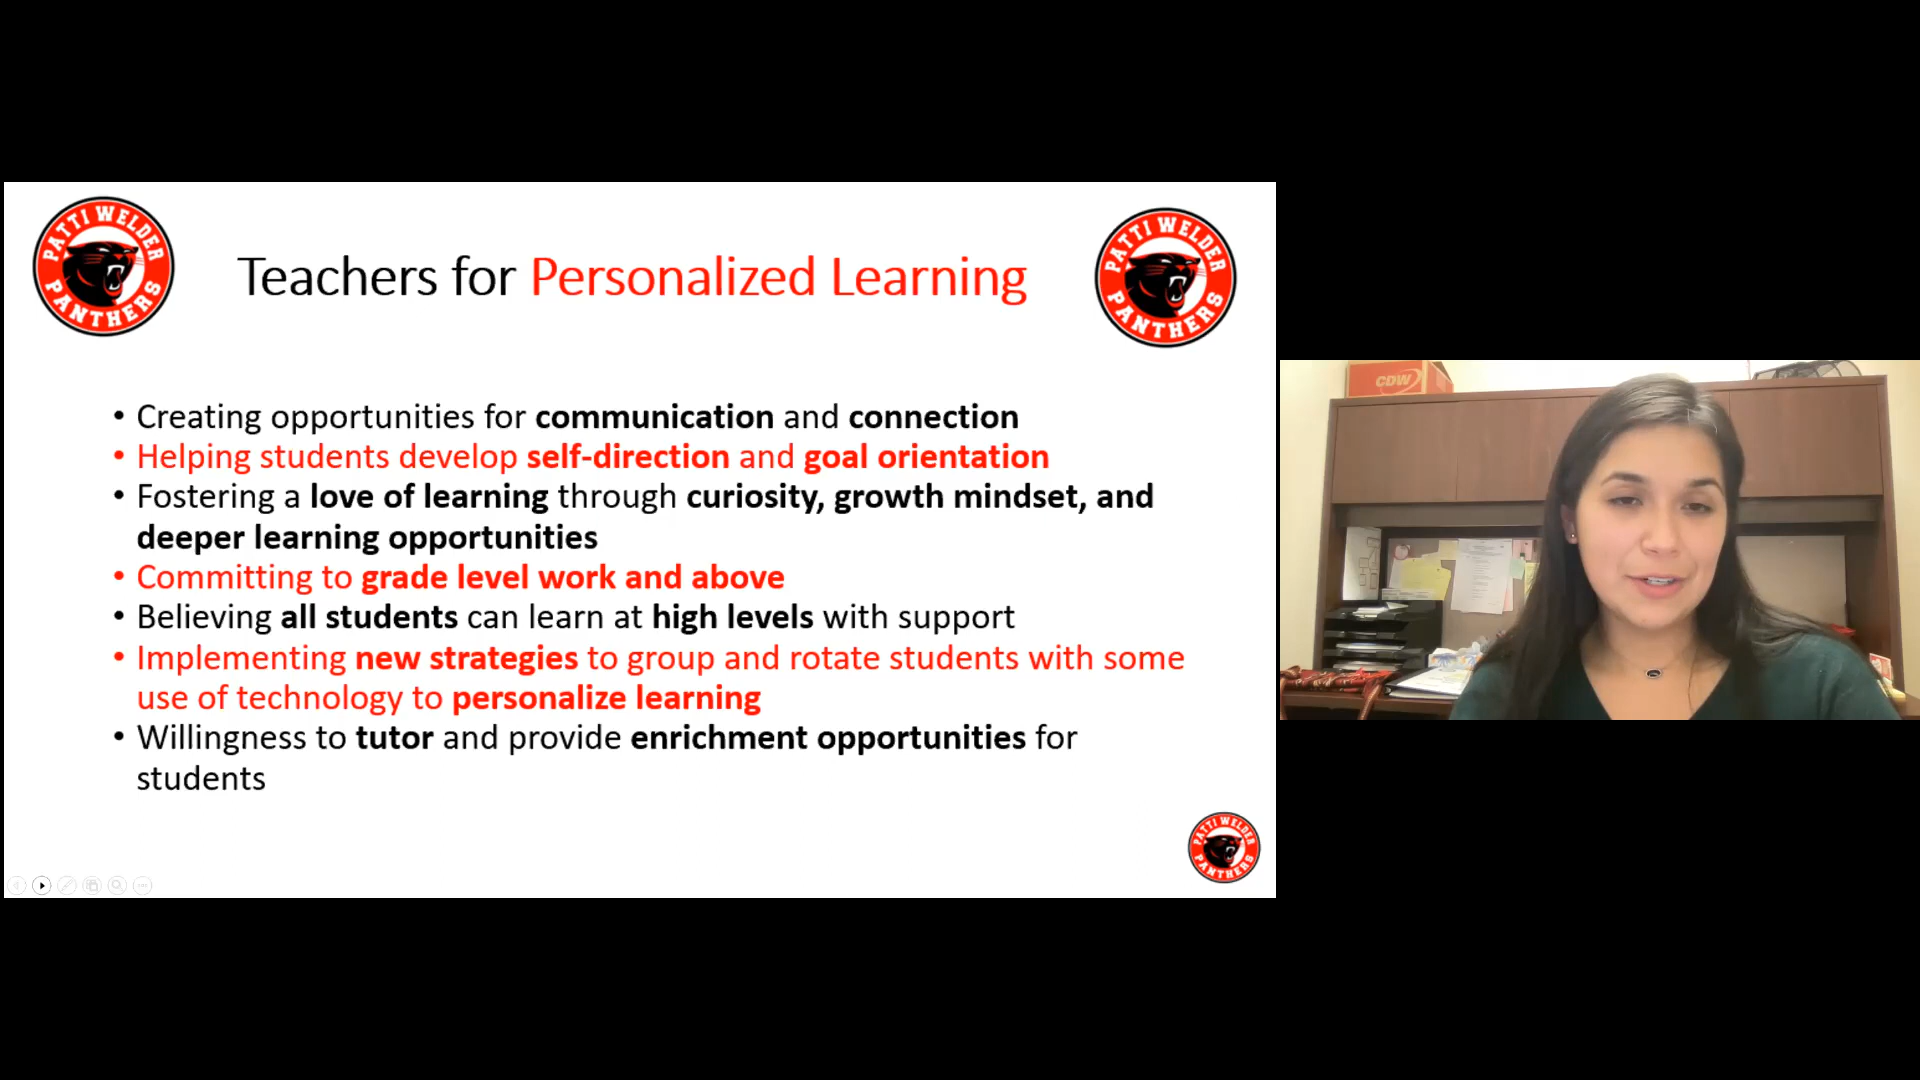 PATTI WELDER
PANTHERS
Teachers for Personalized Learning
PATTI WELDER
PANTHERS
• Creating opportunities for communication and connection
• Helping students develop self-direction and goal orientation
• Fostering a love of learning through curiosity, growth mindset, and
deeper learning opportunities
• Committing to grade level work and above
• Believing all students can learn at high levels with support
• Implementing new strategies to group and rotate students with some
use of technology to personalize learning
• Willingness to tutor and provide enrichment opportunities for
students
PATTI WELDER
PANTHERS
CDW